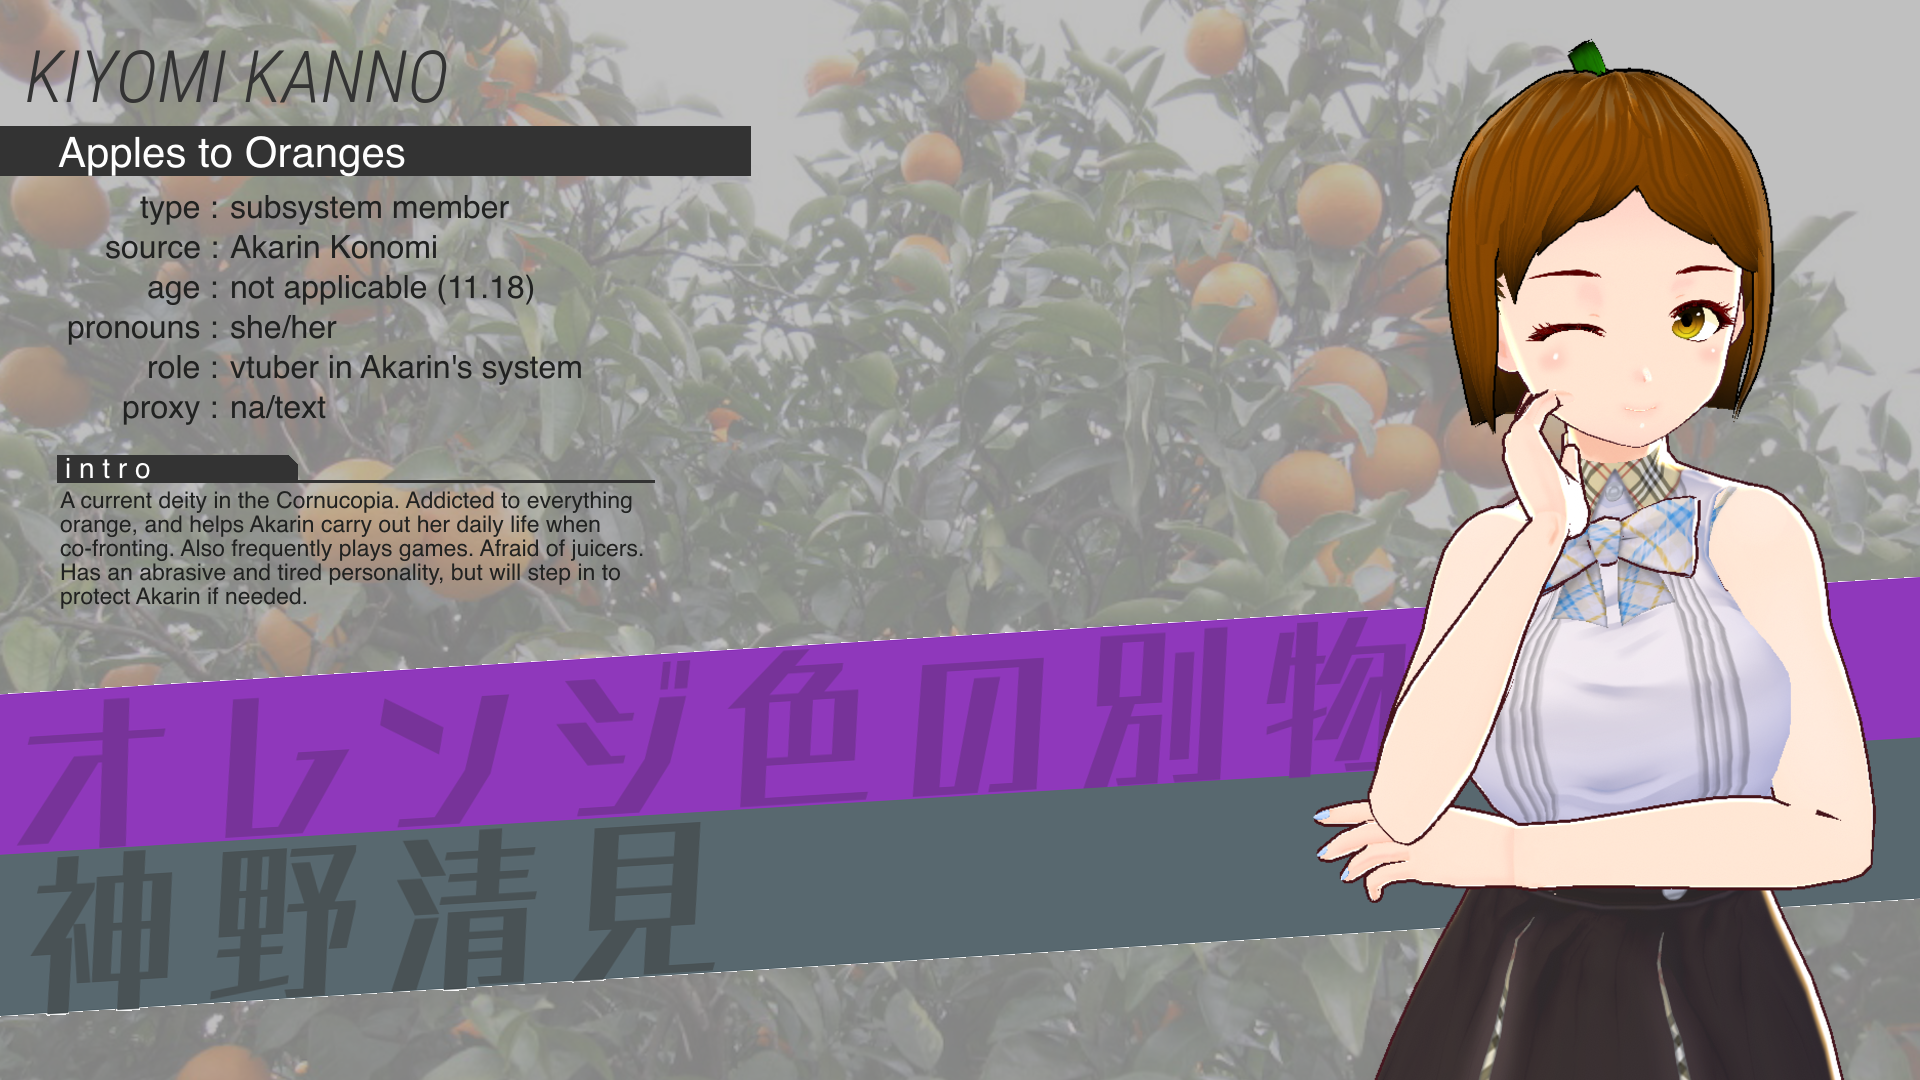 KIYOMI KANNO
Apples to Oranges
type : subsystem member
source : Akarin Konomi
age : not applicable (11.18)
pronouns : she/her
role : vtuber in Akarin's system
proxy : na/text
intro
A current deity in the Cornucopia. Addicted to everything
orange, and helps Akarin carry out her daily life when
co-fronting. Also frequently plays games. Afraid of juicers.
Has an abrasive and tired personality, but will step in to
protect Akarin if needed.
オレンジ色の別物
神野清見